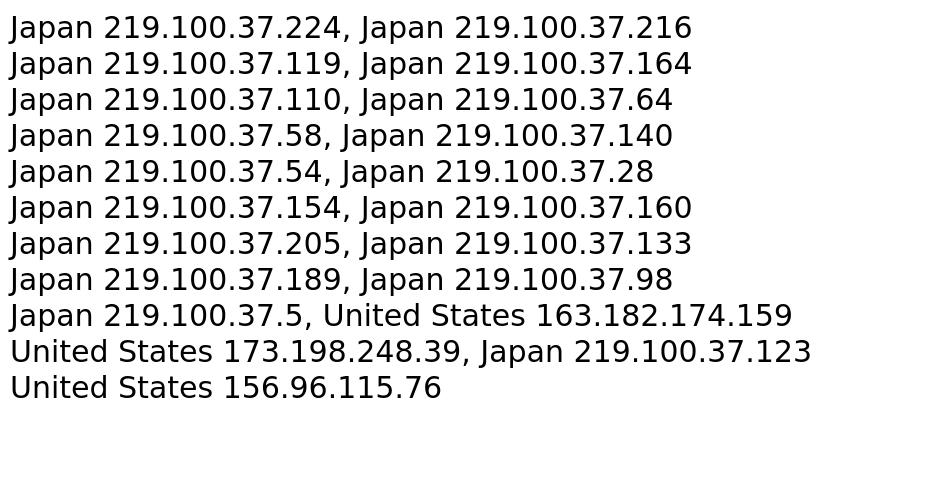 Japan 219.100.37.224, Japan 219.100.37.216
Japan 219.100.37.119, Japan 219.100.37.164
Japan 219.100.37.110, Japan 219.100.37.64
Japan 219.100.37.58, Japan 219.100.37.140
Japan 219.100.37.54, Japan 219.100.37.28
Japan 219.100.37.154, Japan 219.100.37.160
Japan 219.100.37.205, Japan 219.100.37.133
Japan 219.100.37.189, Japan 219.100.37.98
Japan 219.100.37.5, United States 163.182.174.159
United States 173.198.248.39, Japan 219.100.37.123
United States 156.96.115.76